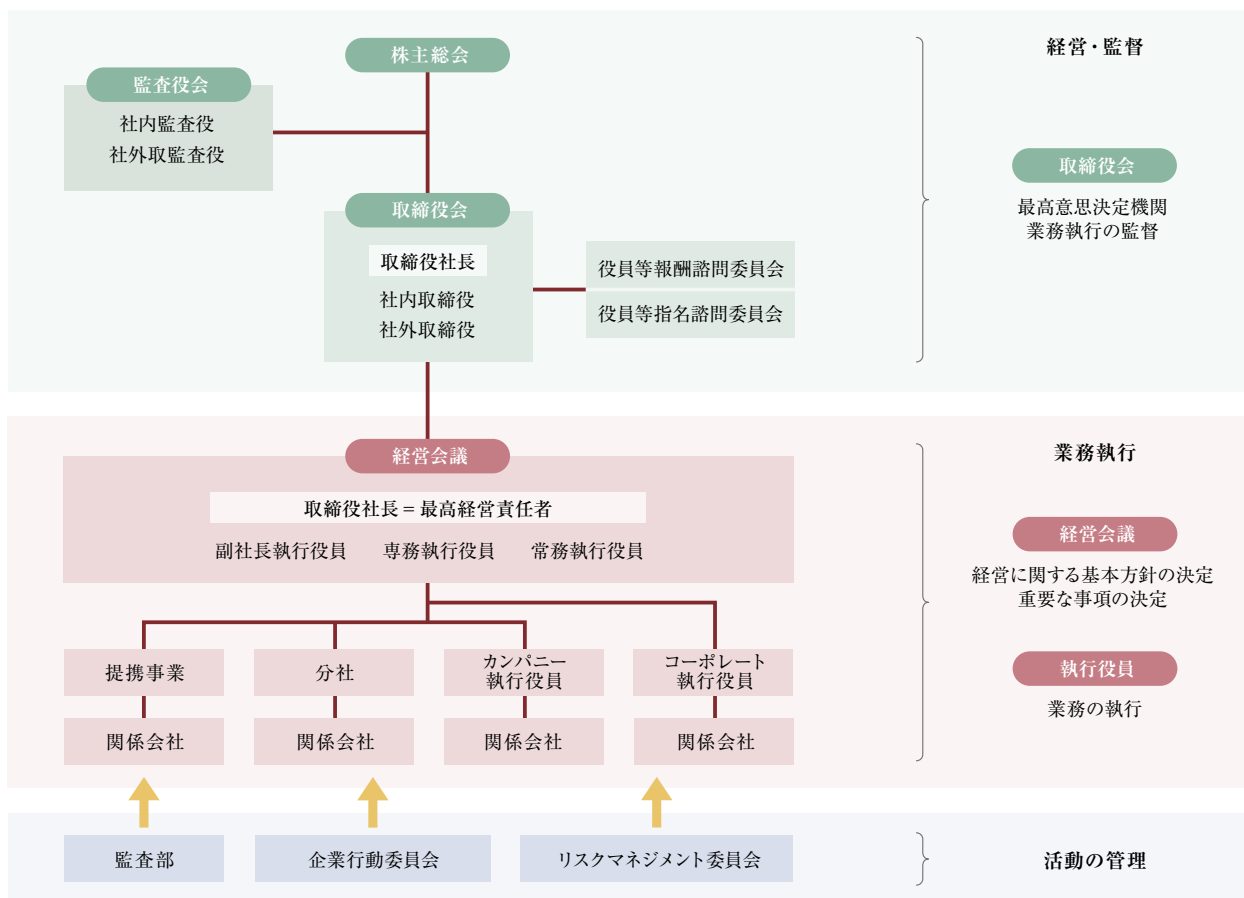 株主総会
監査役会
社内監査役
社外取監査役
取締役会
取締役社長
社内取締役
社外取締役
役員等報酬諮問委員会
役員等指名諮問委員会
経営・監督
取締役会
最高意思決定機関
業務執行の監督
経営会議
取締役社長＝最高経営責任者
副社長執行役員 専務執行役員 常務執行役員
提携事業
分社
カンパニー
執行役員
コーポレート
執行役員
関係会社
関係会社
関係会社
関係会社
業務執行
経営会議
経営に関する基本方針の決定
重要な事項の決定
執行役員
業務の執行
監査部
企業行動委員会
リスクマネジメント委員会
活動の管理